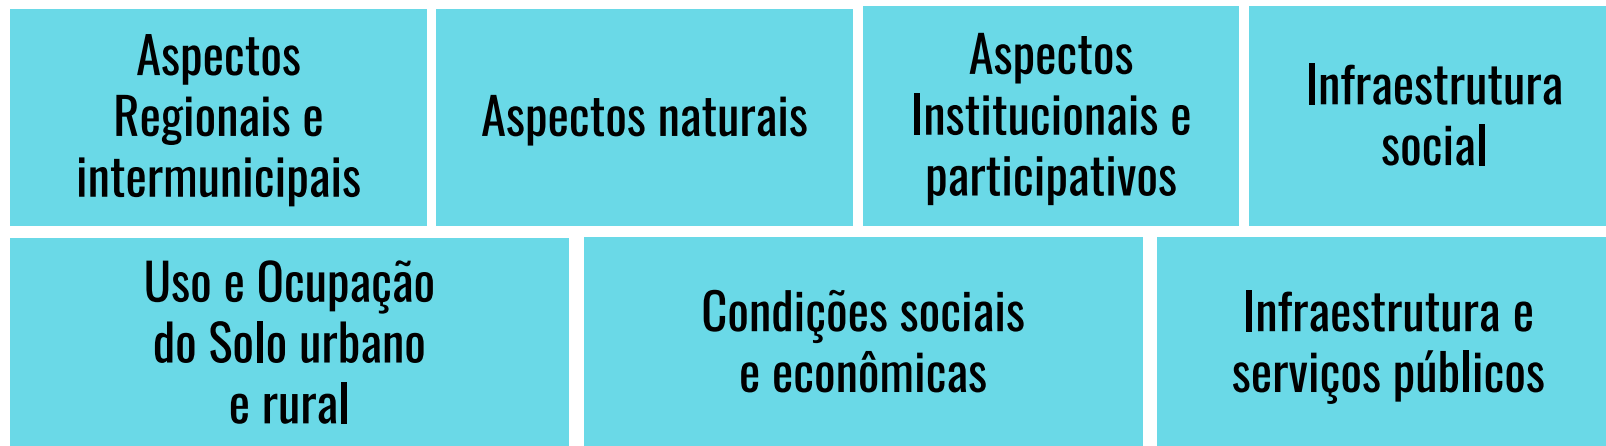 Aspectos
Regionais e
intermunicipais
Aspectos naturais
Aspectos
Institucionais e
participativos
Infraestrutura
social
Uso e Ocupação
do Solo urbano
e rural
Condições sociais
e econômicas
Infraestrutura e
serviços públicos